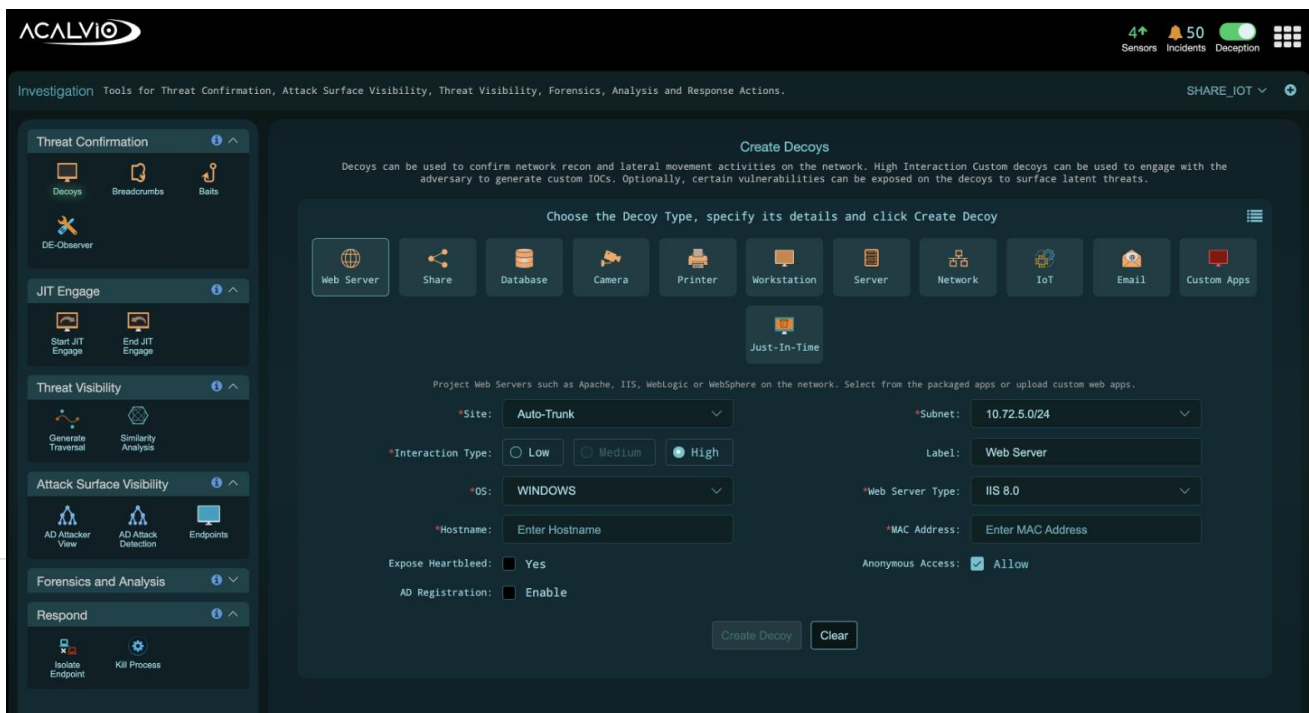 ACALVIO
4 50
Sensors Incidents Deception
Investigation Tools for Threat Confirmation, Attack Surface Visibility, Threat Visibility, Forensics, Analysis and Response Actions.
SHARE_IOT
Threat Confirmation
Decoys Breadcrumbs Baits
DE-Observer
JIT Engage
Start JIT Engage
End JIT Engage
Threat Visibility
Generate Traversal
Similarity Analysis
Attack Surface Visibility
AD Attacker View
AD Attack Detection
Endpoints
Forensics and Analysis
Respond
Isolate Endpoint
Kill Process
Create Decoys
Decoys can be used to confirm network recon and lateral movement activities on the network. High Interaction Custom decoys can be used to engage with the
adversary to generate custom IOCs. Optionally, certain vulnerabilities can be exposed on the decoys to surface latent threats.
Choose the Decoy Type, specify its details and click Create Decoy
Web Server Share Database Camera Printer Workstation Server Network IoT Email Custom Apps
Just-In-Time
Project Web Servers such as Apache, IIS, WebLogic or WebSphere on the network. Select from the packaged apps or upload custom web apps.
*Site: Auto-Trunk *Subnet: 10.72.5.0/24
*Interaction Type: Low Medium High Label: Web Server
*OS: WINDOWS *Web Server Type: IIS 8.0
*Hostname: Enter Hostname *MAC Address: Enter MAC Address
Expose Heartbleed: Yes Anonymous Access: Allow
AD Registration: Enable
Create Decoy Clear